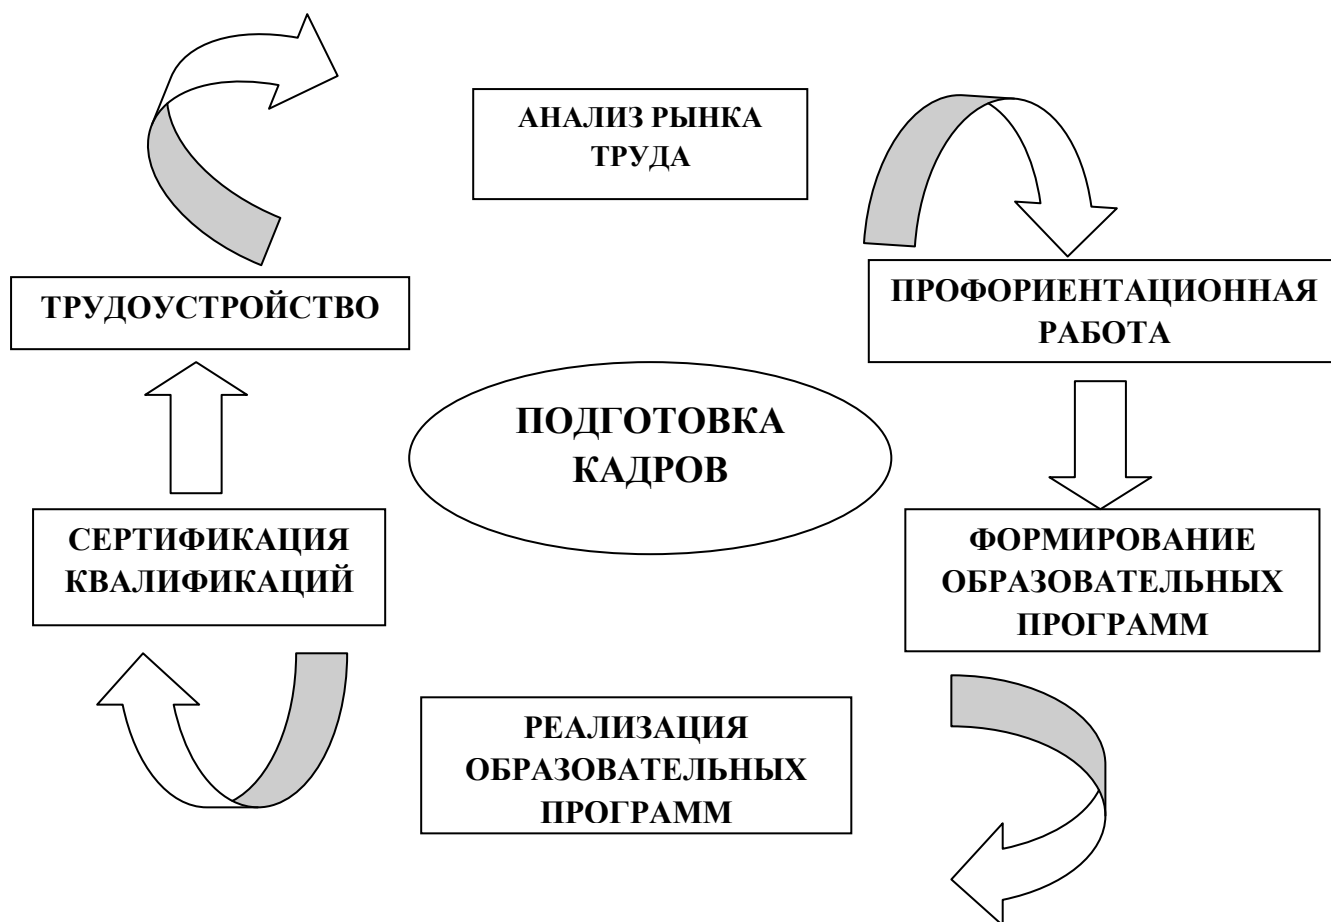 АНАЛИЗ РЫНКА
ТРУДА
ТРУДОУСТРОЙСТВО
ПРОФОРИЕНТАЦИОННАЯ
РАБОТА
ПОДГОТОВКА
КАДРОВ
СЕРТИФИКАЦИЯ
КВАЛИФИКАЦИЙ
ФОРМИРОВАНИЕ
ОБРАЗОВАТЕЛЬНЫХ
ПРОГРАММ
РЕАЛИЗАЦИЯ
ОБРАЗОВАТЕЛЬНЫХ
ПРОГРАММ